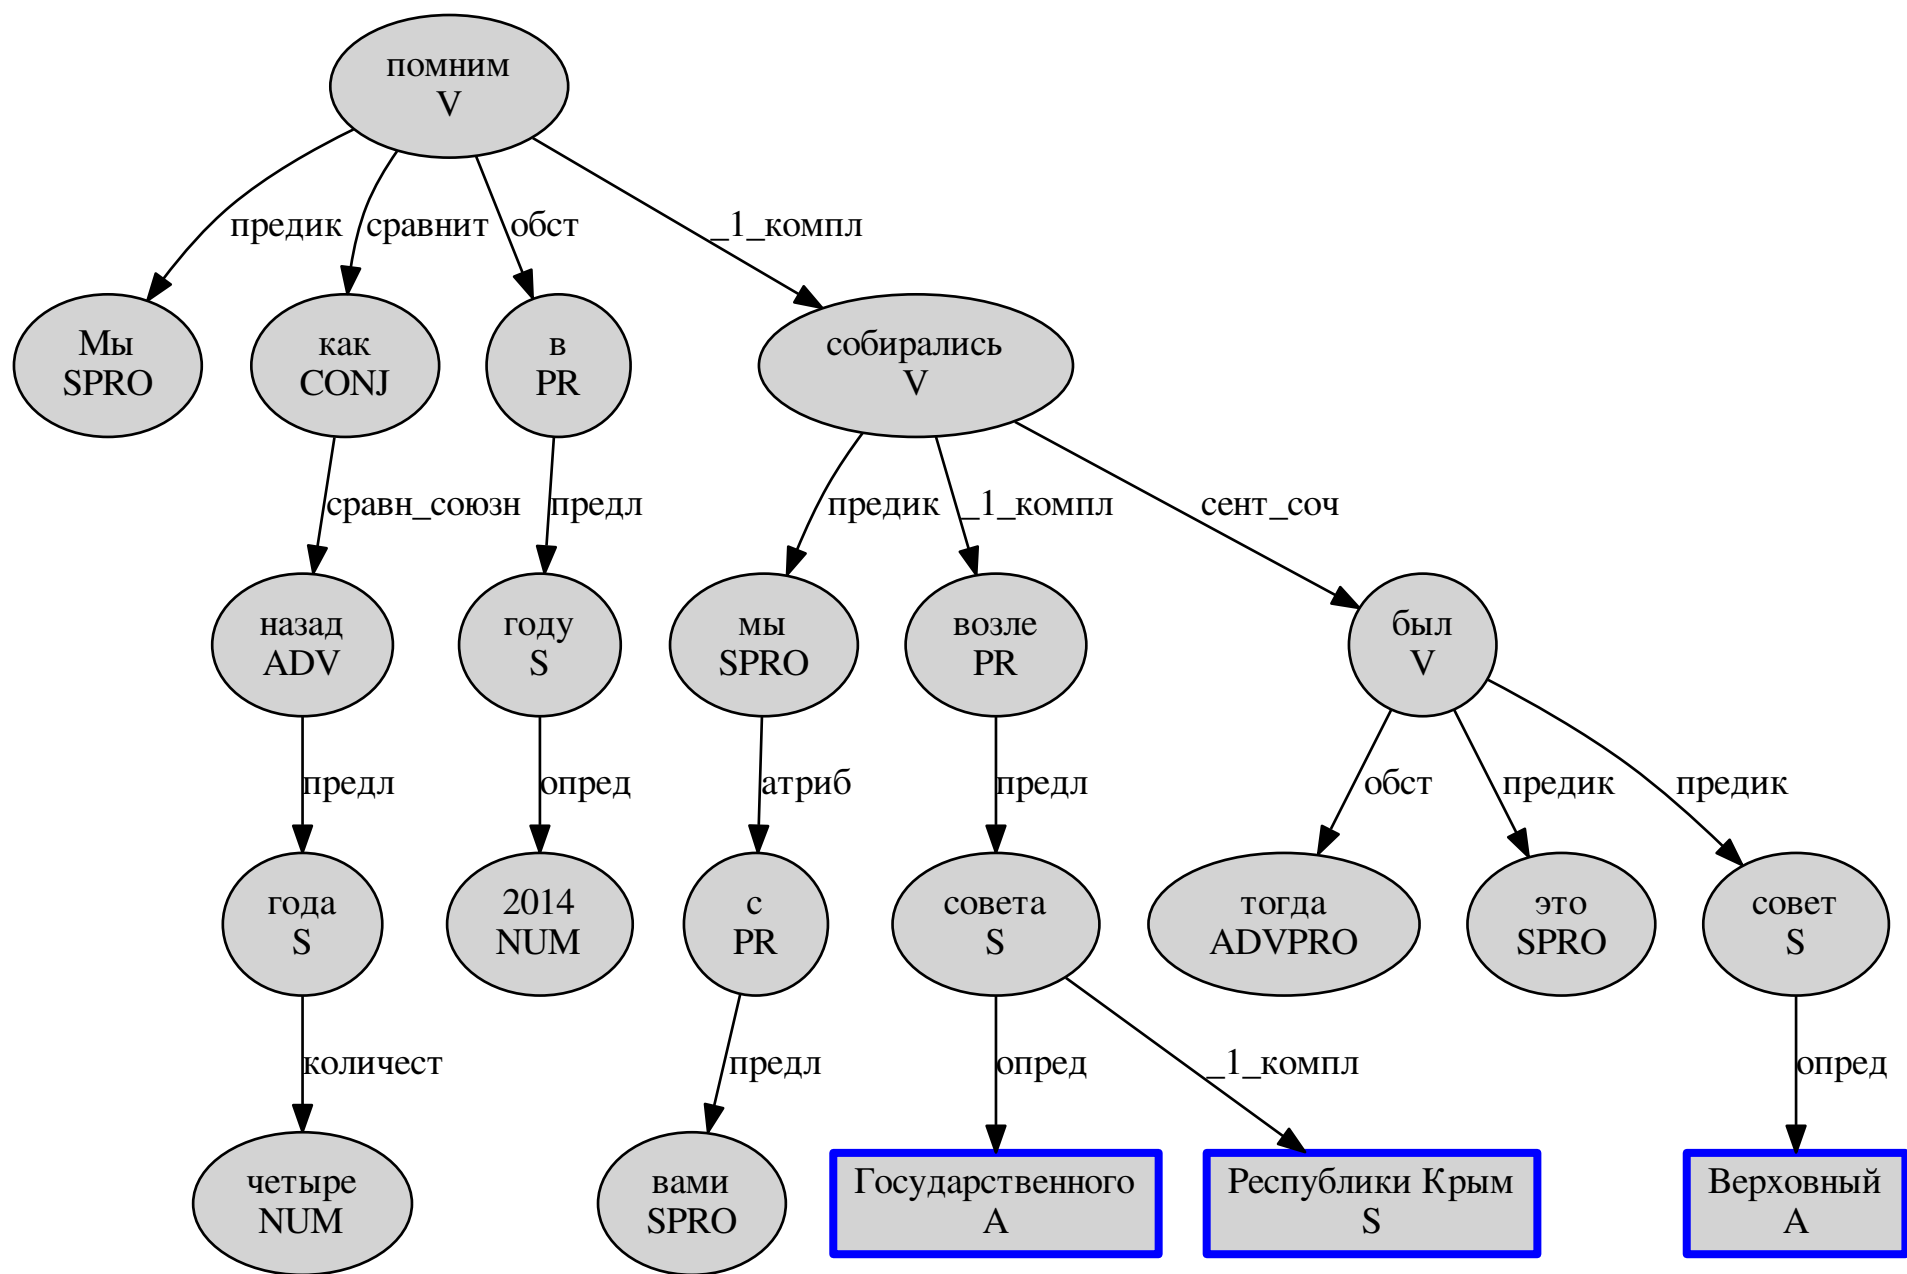 помним
V
предик
сравнит
обст
_1_компл
Мы
SPRO
как
CONJ
в
PR
собирались
V
сравн_союзн
предл
предик
_1_компл
сент_соч
назад
ADV
году
S
мы
SPRO
возле
PR
был
V
предл
опред
атриб
предл
обст
предик
предик
года
S
2014
NUM
с
PR
совета
S
тогда
ADVPRO
это
SPRO
совет
S
количест
предл
опред
_1_компл
опред
четыре
NUM
вами
SPRO
Государственного
A
Республики Крым
S
Верховный
A